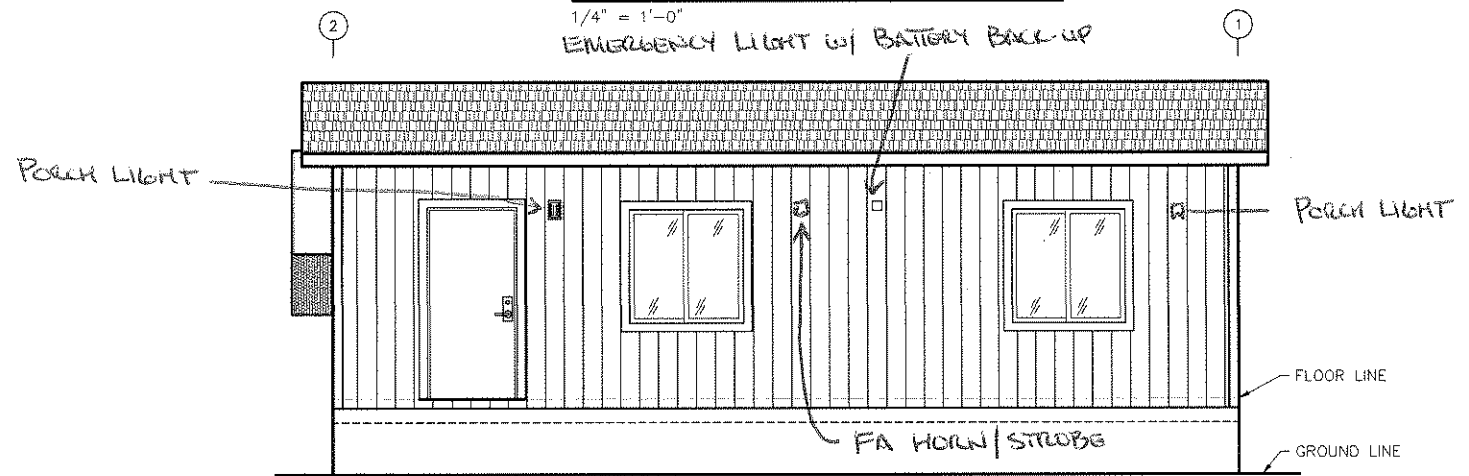 1/4" = 1'-0"
2
1
EMERGENCY LIGHT w/ BATTERY BACK-UP
PORCH LIGHT
PORCH LIGHT
FLOOR LINE
FA HORN/STROBE
GROUND LINE